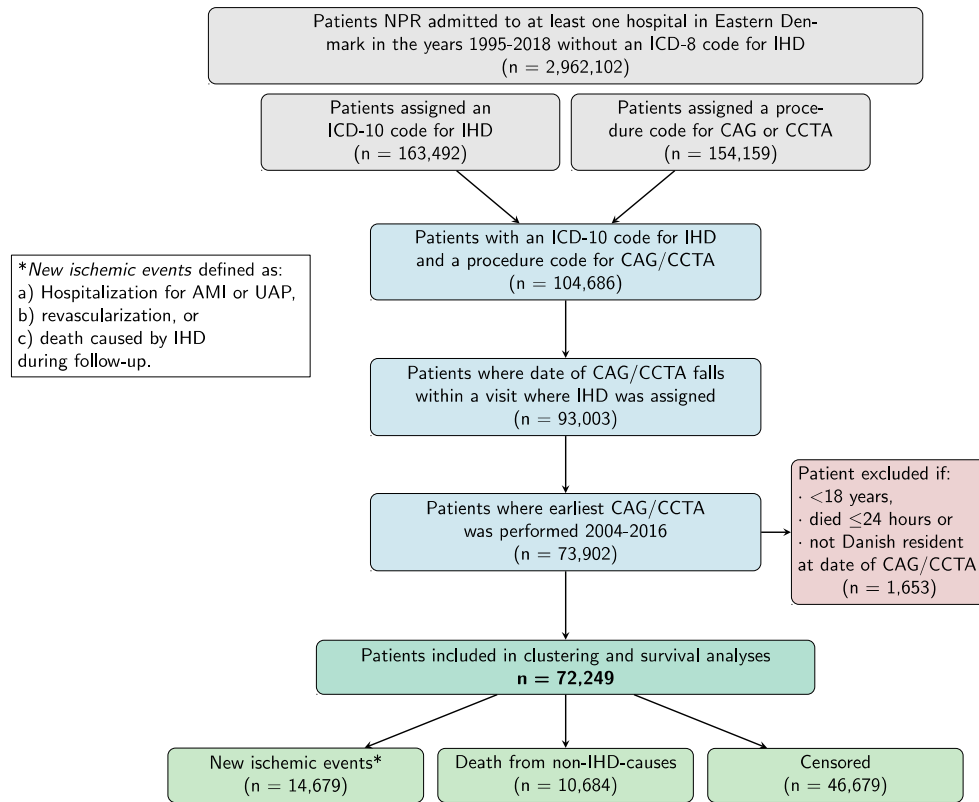 Patients NPR admitted to at least one hospital in Eastern Den-
mark in the years 1995-2018 without an ICD-8 code for IHD
(n = 2,962,102)
Patients assigned an
ICD-10 code for IHD
(n = 163,492)
Patients assigned a proce-
dure code for CAG or CCTA
(n = 154,159)
Patients with an ICD-10 code for IHD
and a procedure code for CAG/CCTA
(n = 104,686)
*New ischemic events defined as:
a) Hospitalization for AMI or UAP,
b) revascularization, or
c) death caused by IHD
during follow-up.
Patients where date of CAG/CCTA falls
within a visit where IHD was assigned
(n = 93,003)
Patients where earliest CAG/CCTA
was performed 2004-2016
(n = 73,902)
Patient excluded if:
· <18 years,
· died ≤24 hours or
· not Danish resident
at date of CAG/CCTA
(n = 1,653)
Patients included in clustering and survival analyses
n = 72,249
New ischemic events*
(n = 14,679)
Death from non-IHD-causes
(n = 10,684)
Censored
(n = 46,679)